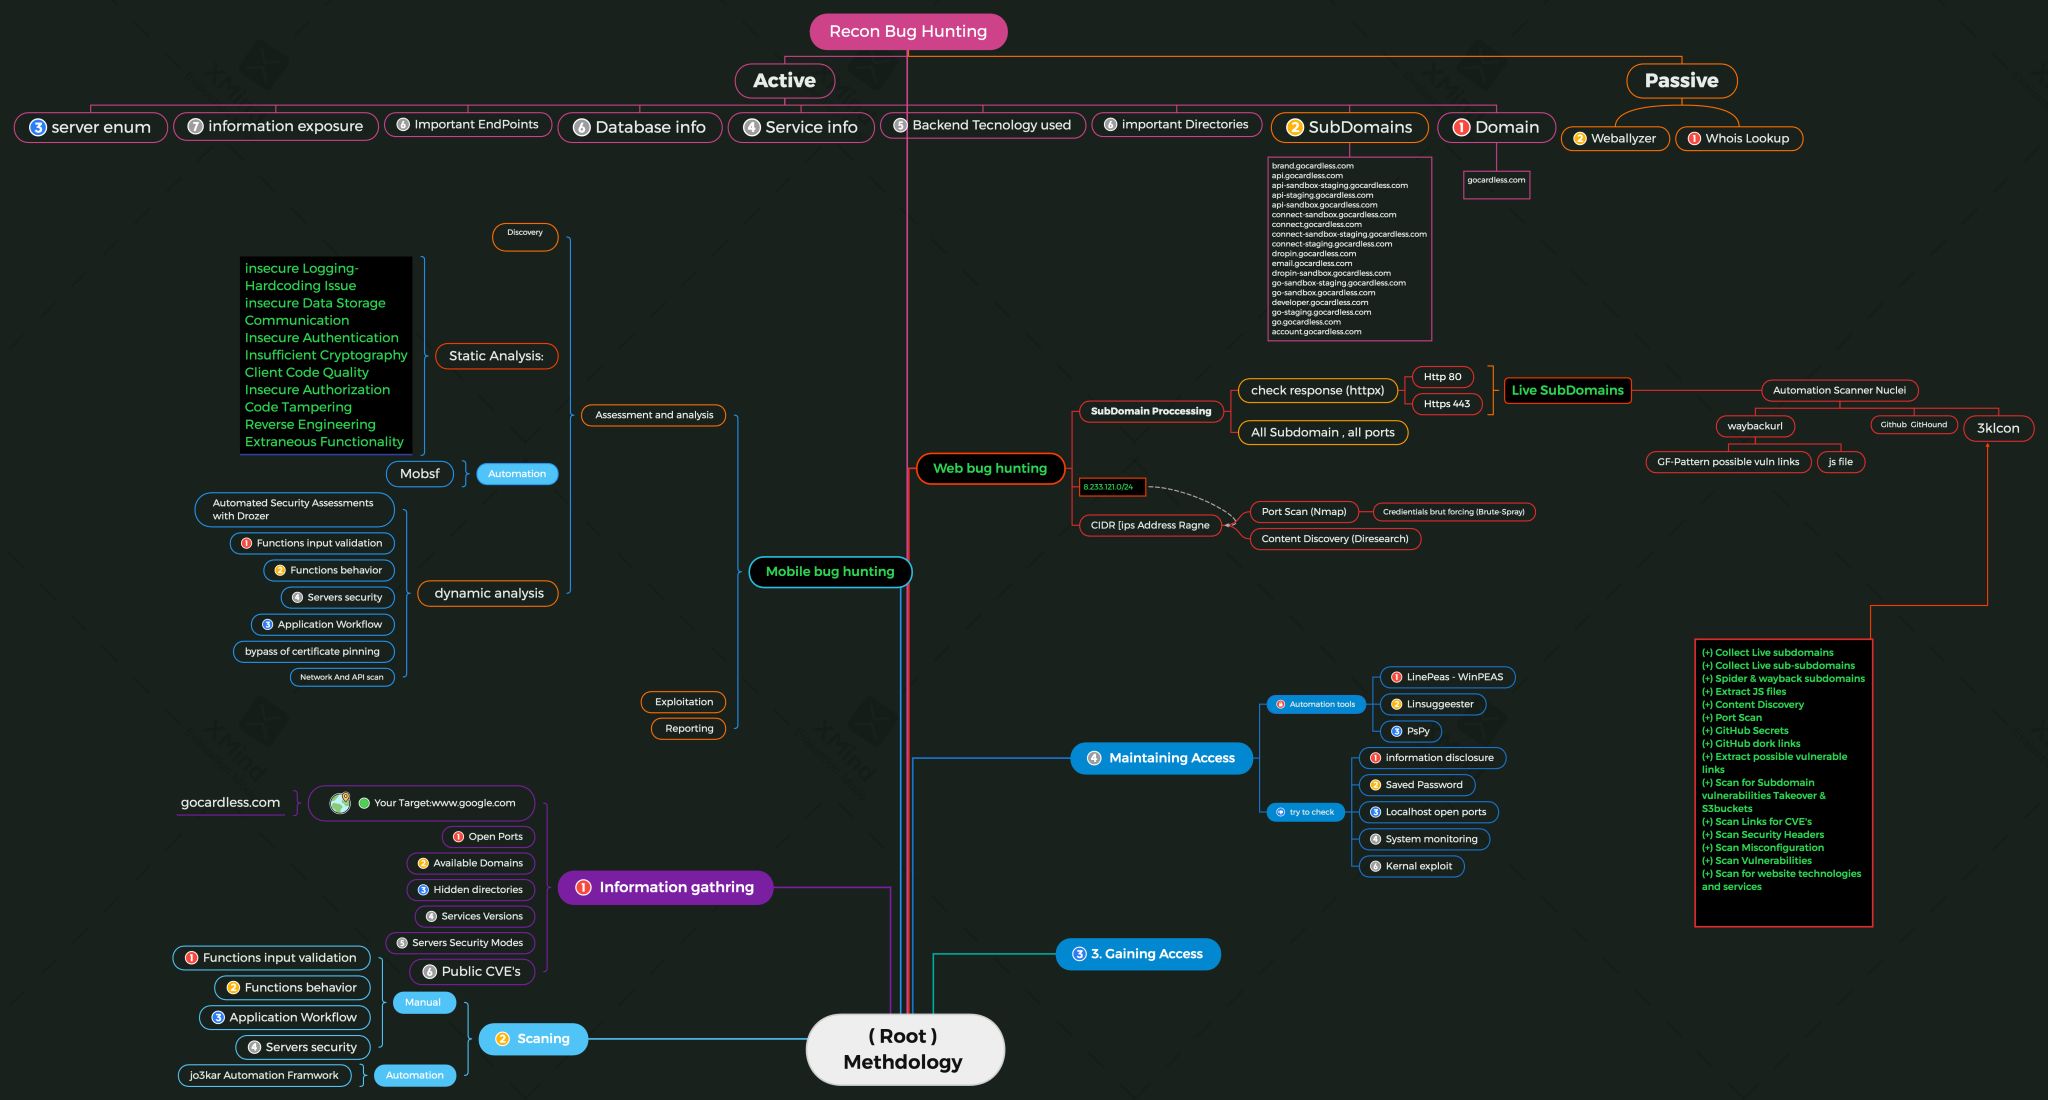 Recon Bug Hunting
Active
Passive
3 server enum
7 information exposure
6 Important EndPoints
6 Database info
4 Service info
5 Backend Tecnology used
6 important Directories
2 SubDomains
1 Domain
2 Weballyzer
1 Whois Lookup
brand.gocardless.com
api.gocardless.com
api-sandbox-staging.gocardless.com
api-staging.gocardless.com
api-sandbox.gocardless.com
connect-sandbox.gocardless.com
connect.gocardless.com
connect-sandbox-staging.gocardless.com
connect-staging.gocardless.com
dropin.gocardless.com
email.gocardless.com
dropin-sandbox.gocardless.com
go-sandbox-staging.gocardless.com
go-sandbox.gocardless.com
developer.gocardless.com
go-staging.gocardless.com
go.gocardless.com
account.gocardless.com
gocardless.com
Discovery
insecure Logging-
Hardcoding Issue
insecure Data Storage
Communication
Insecure Authentication
Insufficient Cryptography
Client Code Quality
Insecure Authorization
Code Tampering
Reverse Engineering
Extraneous Functionality
Static Analysis:
Assessment and analysis
Mobsf
Automation
Automated Security Assessments
with Drozer
1 Functions input validation
2 Functions behavior
4 Servers security
3 Application Workflow
bypass of certificate pinning
Network And API scan
dynamic analysis
Mobile bug hunting
Exploitation
Reporting
Web bug hunting
SubDomain Proccessing
check response (httpx)
Http 80
Https 443
Live SubDomains
All Subdomain , all ports
Automation Scanner Nuclei
waybackurl
Github GitHound
3klcon
GF-Pattern possible vuln links
js file
8.233.121.0/24
CIDR [ips Address Ragne
Port Scan (Nmap)
Credientials brut forcing (Brute-Spray)
Content Discovery (Diresearch)
(+) Collect Live subdomains
(+) Collect Live sub-subdomains
(+) Spider & wayback subdomains
(+) Extract JS files
(+) Content Discovery
(+) Port Scan
(+) GitHub Secrets
(+) GitHub dork links
(+) Extract possible vulnerable
links
(+) Scan for Subdomain
vulnerabilities Takeover &
S3buckets
(+) Scan Links for CVE's
(+) Scan Security Headers
(+) Scan Misconfiguration
(+) Scan Vulnerabilities
(+) Scan for website technologies
and services
4 Maintaining Access
Automation tools
1 LinePeas - WinPEAS
2 Linsuggeester
3 PsPy
try to check
1 information disclosure
2 Saved Password
3 Localhost open ports
4 System monitoring
6 Kernal exploit
gocardless.com
Your Target:www.google.com
1 Open Ports
2 Available Domains
3 Hidden directories
4 Services Versions
5 Servers Security Modes
6 Public CVE's
1 Information gathring
3 3. Gaining Access
1 Functions input validation
2 Functions behavior
3 Application Workflow
4 Servers security
Manual
2 Scaning
jo3kar Automation Framwork
Automation
( Root )
Methdology
XMind